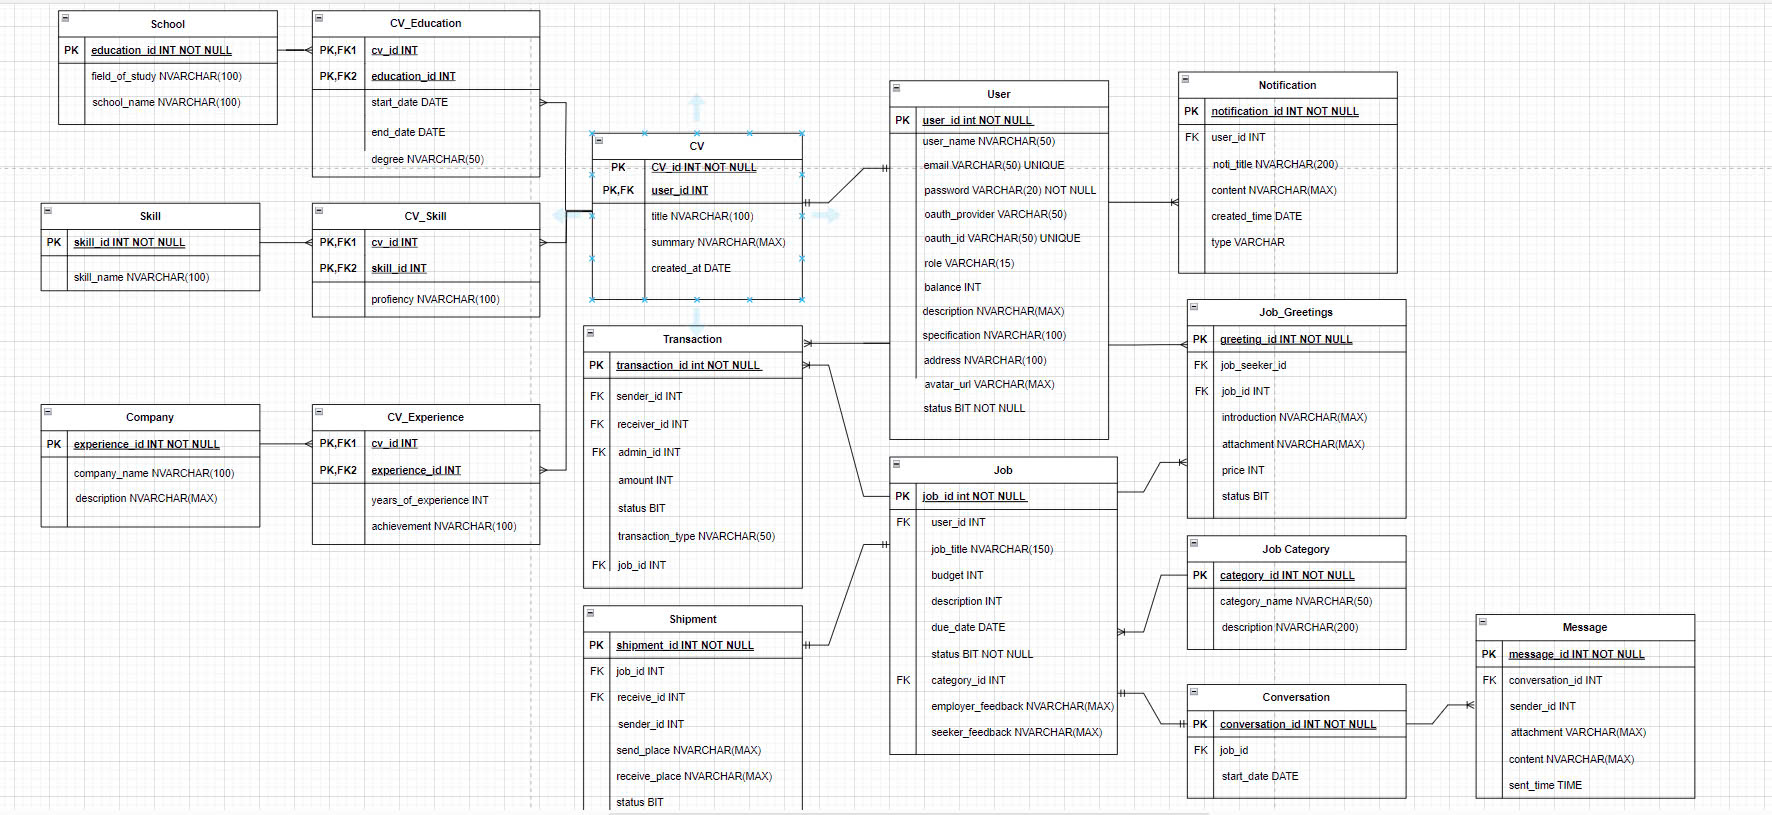 School
PK education_id INT NOT NULL
field_of_study NVARCHAR(100)
school_name NVARCHAR(100)
CV_Education
PK,FK1 cv_id INT
PK,FK2 education_id INT
start_date DATE
end_date DATE
degree NVARCHAR(50)
Skill
PK skill_id INT NOT NULL
skill_name NVARCHAR(100)
CV_Skill
PK,FK1 cv_id INT
PK,FK2 skill_id INT
profiency NVARCHAR(100)
Company
PK experience_id INT NOT NULL
company_name NVARCHAR(100)
description NVARCHAR(MAX)
CV_Experience
PK,FK1 cv_id INT
PK,FK2 experience_id INT
years_of_experience INT
achievement NVARCHAR(100)
CV
PK CV_id INT NOT NULL
PK,FK user_id INT
title NVARCHAR(100)
summary NVARCHAR(MAX)
created_at DATE
Transaction
PK transaction_id int NOT NULL
FK sender_id INT
FK receiver_id INT
FK admin_id INT
amount INT
status BIT
transaction_type NVARCHAR(50)
FK job_id INT
Shipment
PK shipment_id INT NOT NULL
FK job_id INT
FK receive_id INT
sender_id INT
send_place NVARCHAR(MAX)
receive_place NVARCHAR(MAX)
status BIT
User
PK user_id int NOT NULL
user_name NVARCHAR(50)
email VARCHAR(50) UNIQUE
password VARCHAR(20) NOT NULL
oauth_provider VARCHAR(50)
oauth_id VARCHAR(50) UNIQUE
role VARCHAR(15)
balance INT
description NVARCHAR(MAX)
specification NVARCHAR(100)
address NVARCHAR(100)
avatar_url VARCHAR(MAX)
status BIT NOT NULL
Job
PK job_id int NOT NULL
FK user_id INT
job_title NVARCHAR(150)
budget INT
description INT
due_date DATE
status BIT NOT NULL
FK category_id INT
employer_feedback NVARCHAR(MAX)
seeker_feedback NVARCHAR(MAX)
Notification
PK notification_id INT NOT NULL
FK user_id INT
noti_title NVARCHAR(200)
content NVARCHAR(MAX)
created_time DATE
type VARCHAR
Job_Greetings
PK greeting_id INT NOT NULL
FK job_seeker_id
FK job_id INT
introduction NVARCHAR(MAX)
attachment NVARCHAR(MAX)
price INT
status BIT
Job Category
PK category_id INT NOT NULL
category_name NVARCHAR(50)
description NVARCHAR(200)
Conversation
PK conversation_id INT NOT NULL
FK job_id
start_date DATE
Message
PK message_id INT NOT NULL
FK conversation_id INT
sender_id INT
attachment VARCHAR(MAX)
content NVARCHAR(MAX)
sent_time TIME